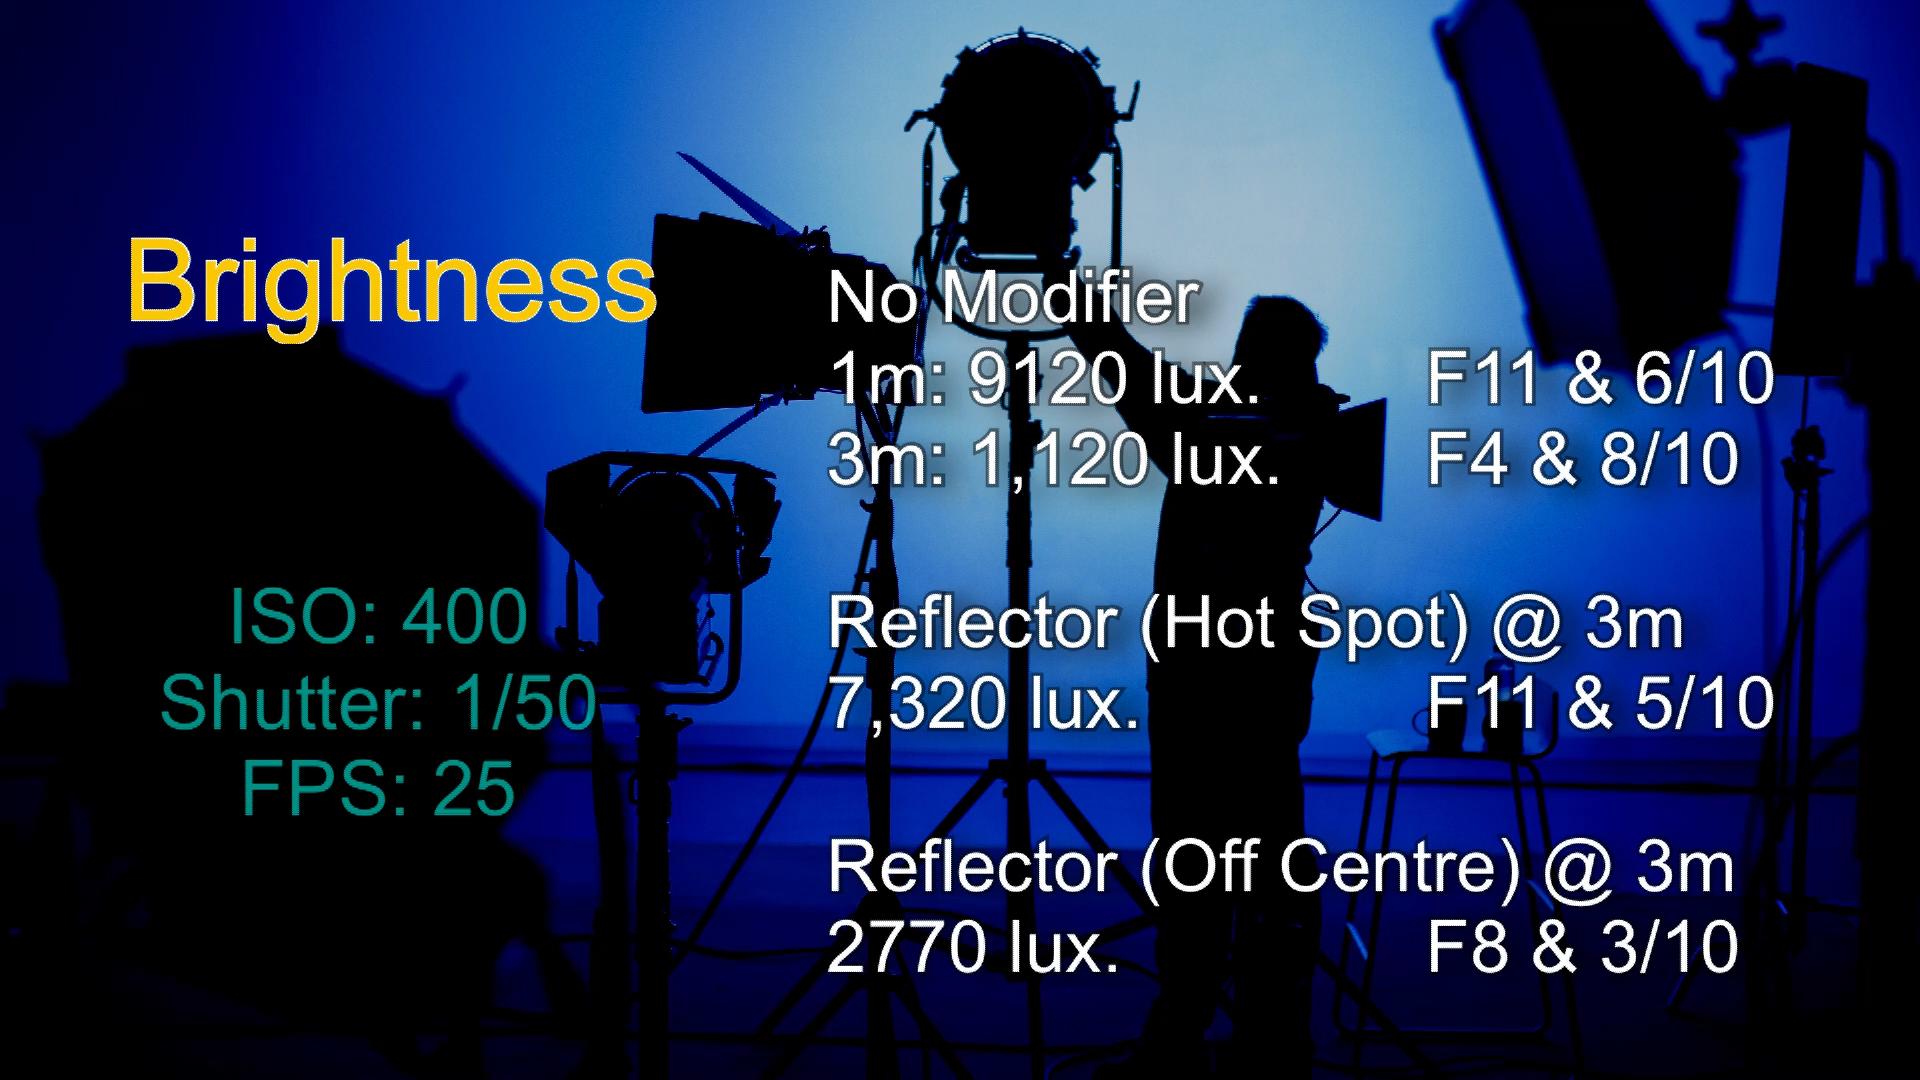 Brightness
ISO: 400
Shutter: 1/50
FPS: 25
No Modifier
1m: 9120 lux. F11 & 6/10
3m: 1,120 lux. F4 & 8/10
Reflector (Hot Spot) @ 3m
7,320 lux. F11 & 5/10
Reflector (Off Centre) @ 3m
2770 lux. F8 & 3/10